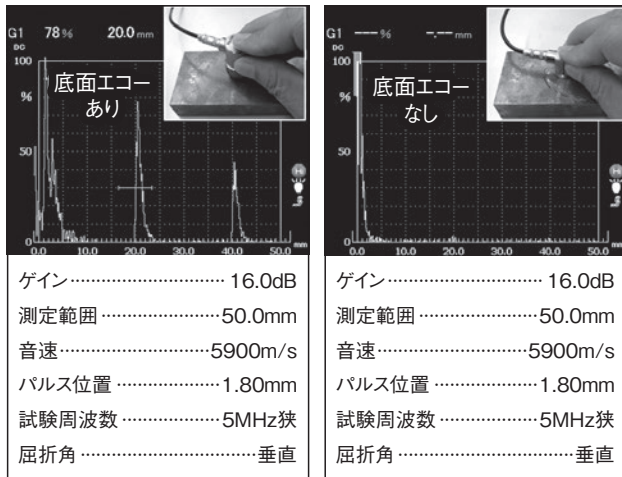 G1 78% 20.0 mm
DG
100
%
50
0
底面エコー
あり
0 10.0 20.0 30.0 40.0 50.0 mm
ゲイン………………………… 16.0dB
測定範囲…………………50.0mm
音速………………………5900m/s
パルス位置…………………1.80mm
試験周波数…………………5MHz狭
屈折角……………………………垂直
G1 ---% -.-- mm
DG
100
%
50
0
底面エコー
なし
0 10.0 20.0 30.0 40.0 50.0 mm
ゲイン………………………… 16.0dB
測定範囲…………………50.0mm
音速………………………5900m/s
パルス位置…………………1.80mm
試験周波数…………………5MHz狭
屈折角……………………………垂直